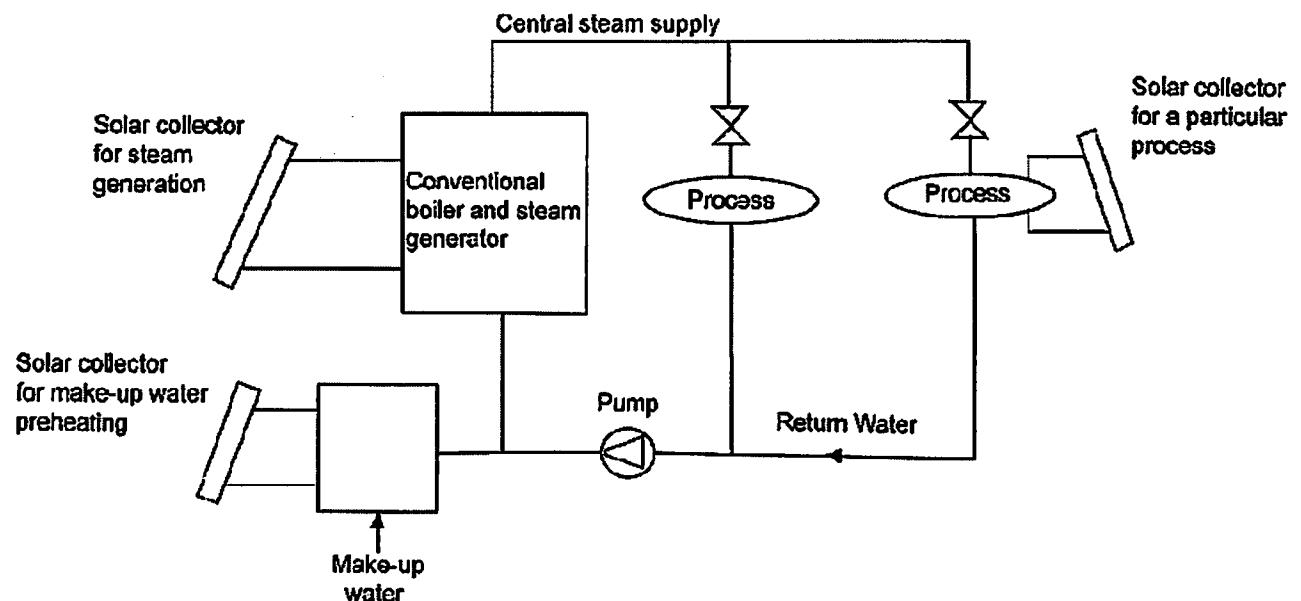 Central steam supply
Solar collector
for steam
generation
Conventional
boiler and steam
generator
Process
Process
Solar collector
for a particular
process
Solar collector
for make-up water
preheating
Pump
Return Water
Make-up
water